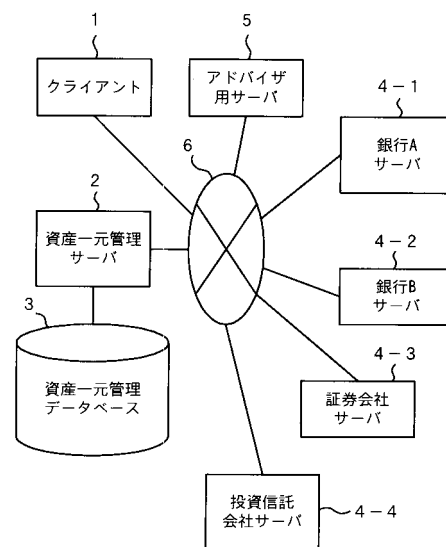 1
クライアント
5
アドバイザ
用サーバ
4-1
銀行A
サーバ
6
2
資産一元管理
サーバ
4-2
銀行B
サーバ
3
資産一元管理
データベース
4-3
証券会社
サーバ
投資信託
会社サーバ
4-4